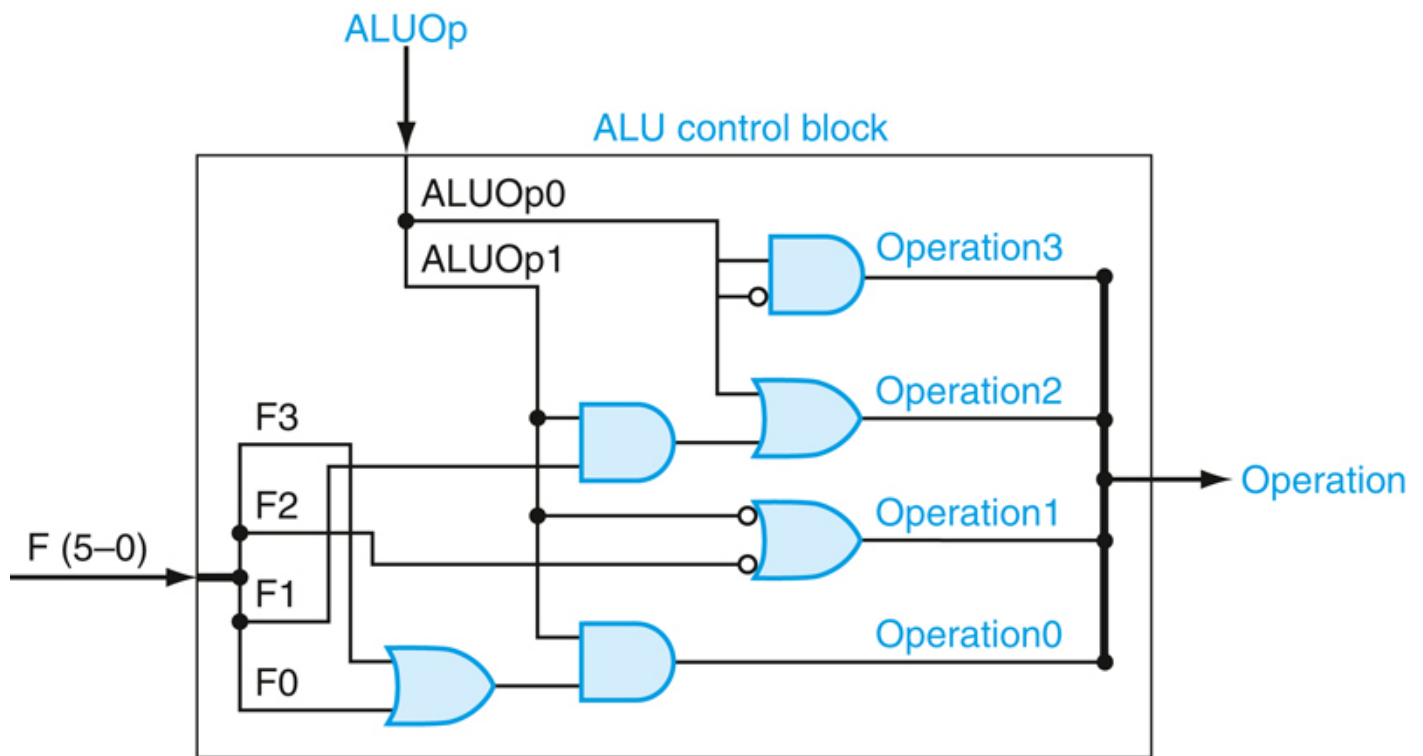 ALUOp
ALU control block
ALUOp0
ALUOp1
Operation3
Operation2
F3
F2
Operation1
Operation
F (5–0)
F1
Operation0
F0